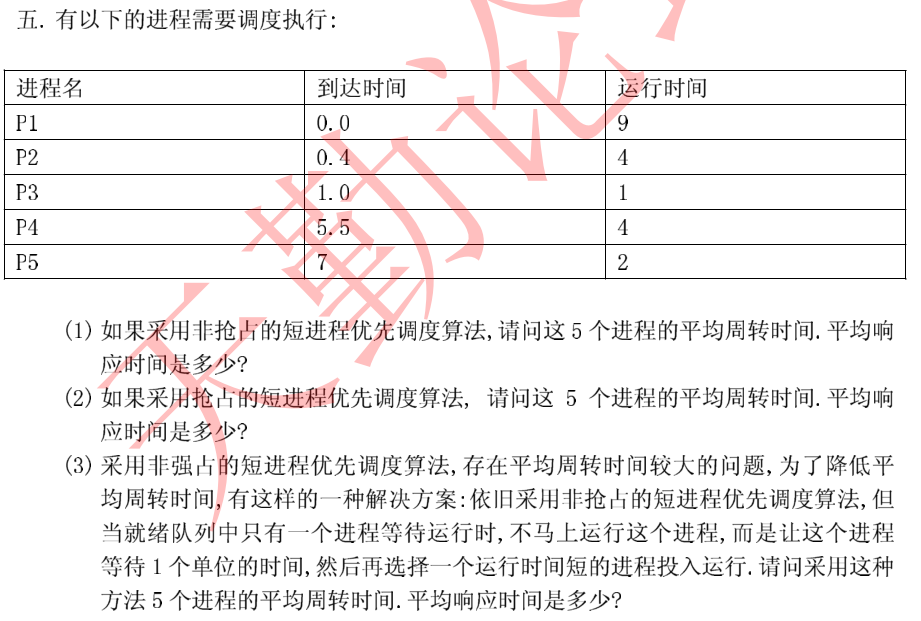 五. 有以下的进程需要调度执行:
进程名 到达时间 运行时间
P1 0.0 9
P2 0.4 4
P3 1.0 1
P4 5.5 4
P5 7 2
(1) 如果采用非抢占的短进程优先调度算法,请问这5个进程的平均周转时间.平均响
应时间是多少?
(2) 如果采用抢占的短进程优先调度算法, 请问这 5 个进程的平均周转时间.平均响
应时间是多少?
(3) 采用非强占的短进程优先调度算法,存在平均周转时间较大的问题,为了降低平
均周转时间,有这样的一种解决方案:依旧采用非抢占的短进程优先调度算法,但
当就绪队列中只有一个进程等待运行时,不马上运行这个进程,而是让这个进程
等待1个单位的时间,然后再选择一个运行时间短的进程投入运行.请问采用这种
方法5个进程的平均周转时间.平均响应时间是多少?
天勤论